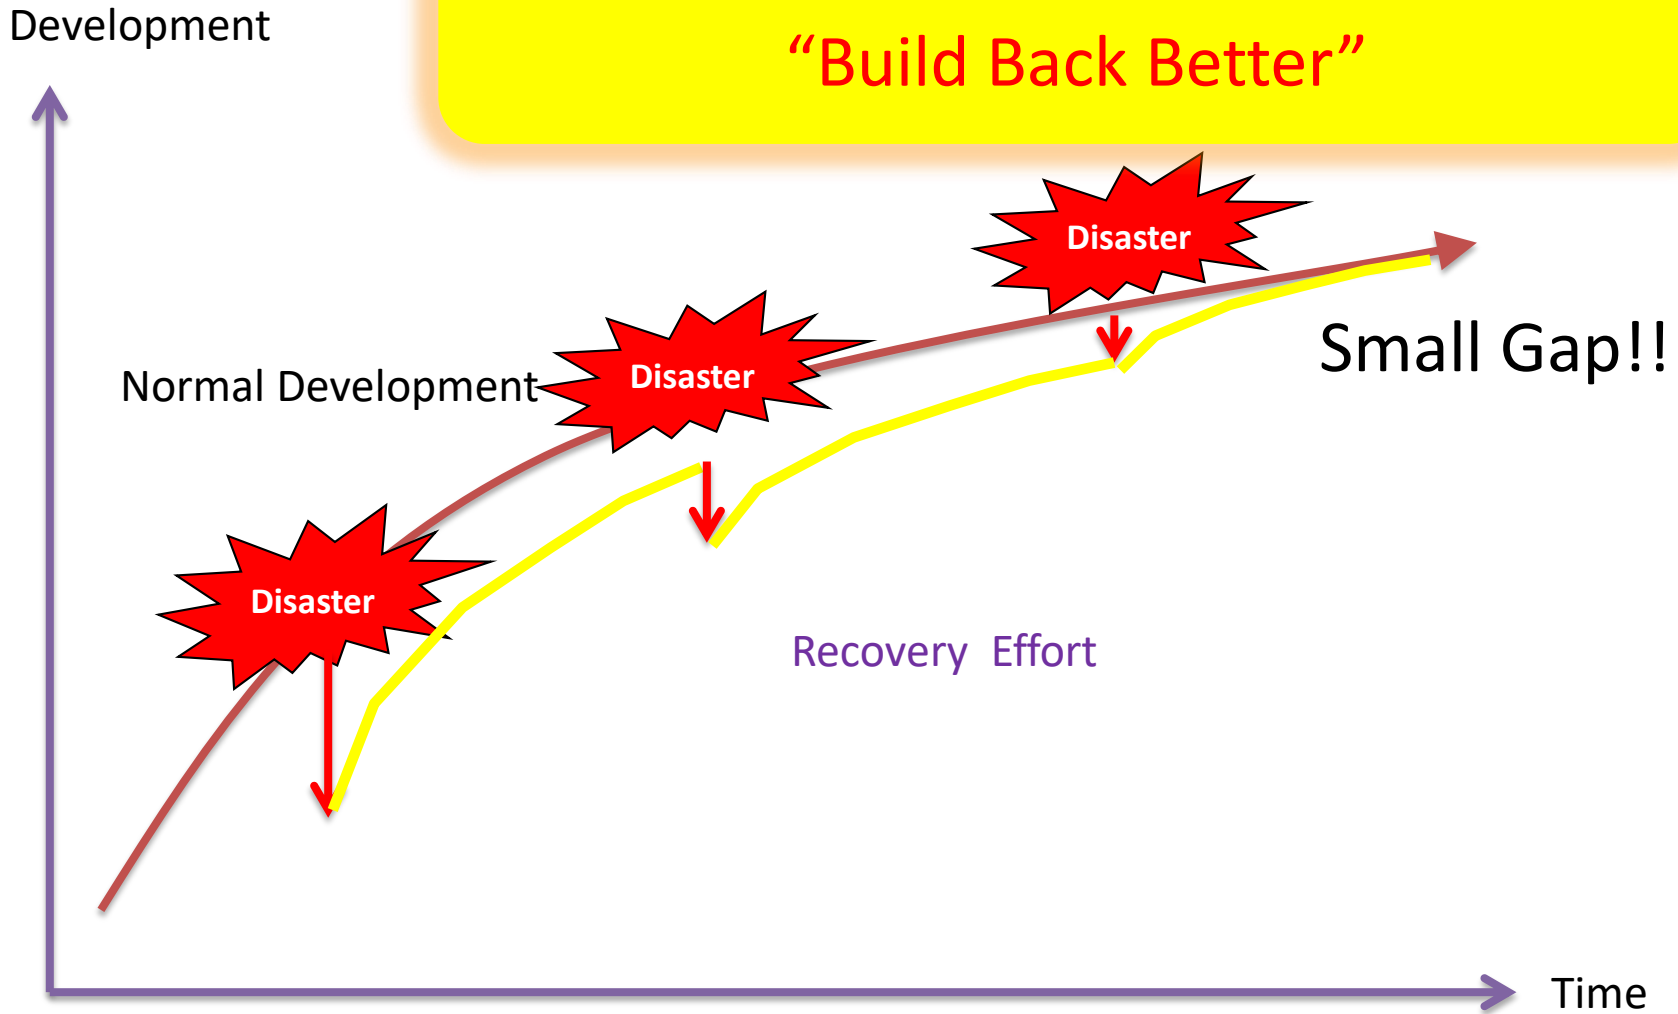 Development
“Build Back Better”
Disaster
Disaster
Small Gap!!
Normal Development
Disaster
Recovery  Effort
Time